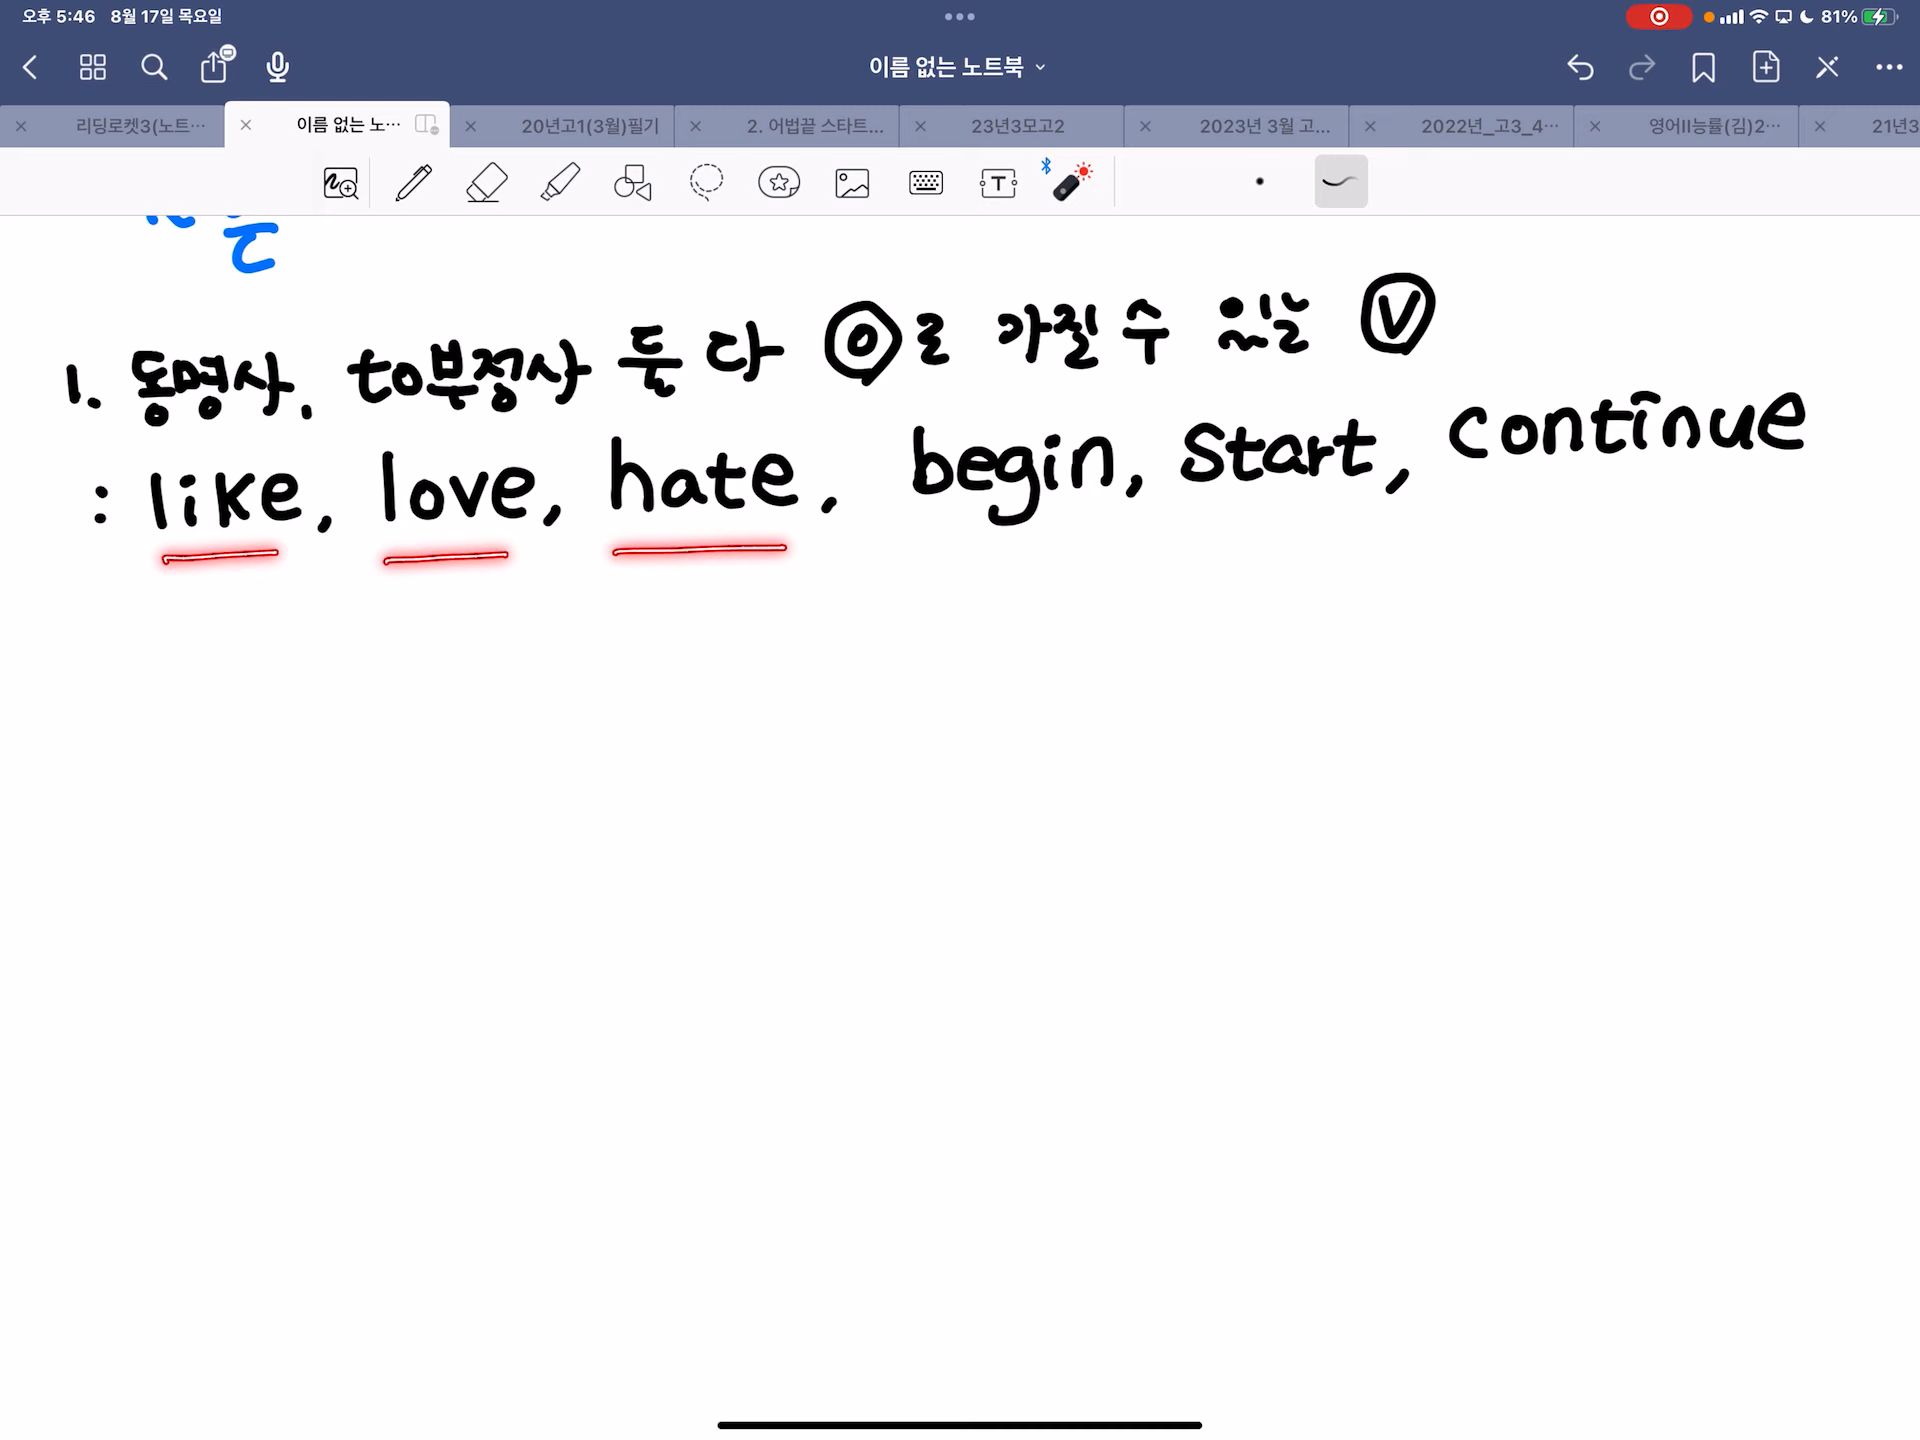 오후 5:46 8월 17일 목요일 81%
이름 없는 노트북
리딩로켓3(노트… 이름 없는 노… 20년고1(3월)필기 2. 어법끝 스타트... 23년3모고2 2023년 3월 고... 2022년_고3_4… 영어II능률(김)2… 21년3
1. 동명사, to부정사 둘 다 O로 가질 수 있는 V
: like, love, hate, begin, start, continue